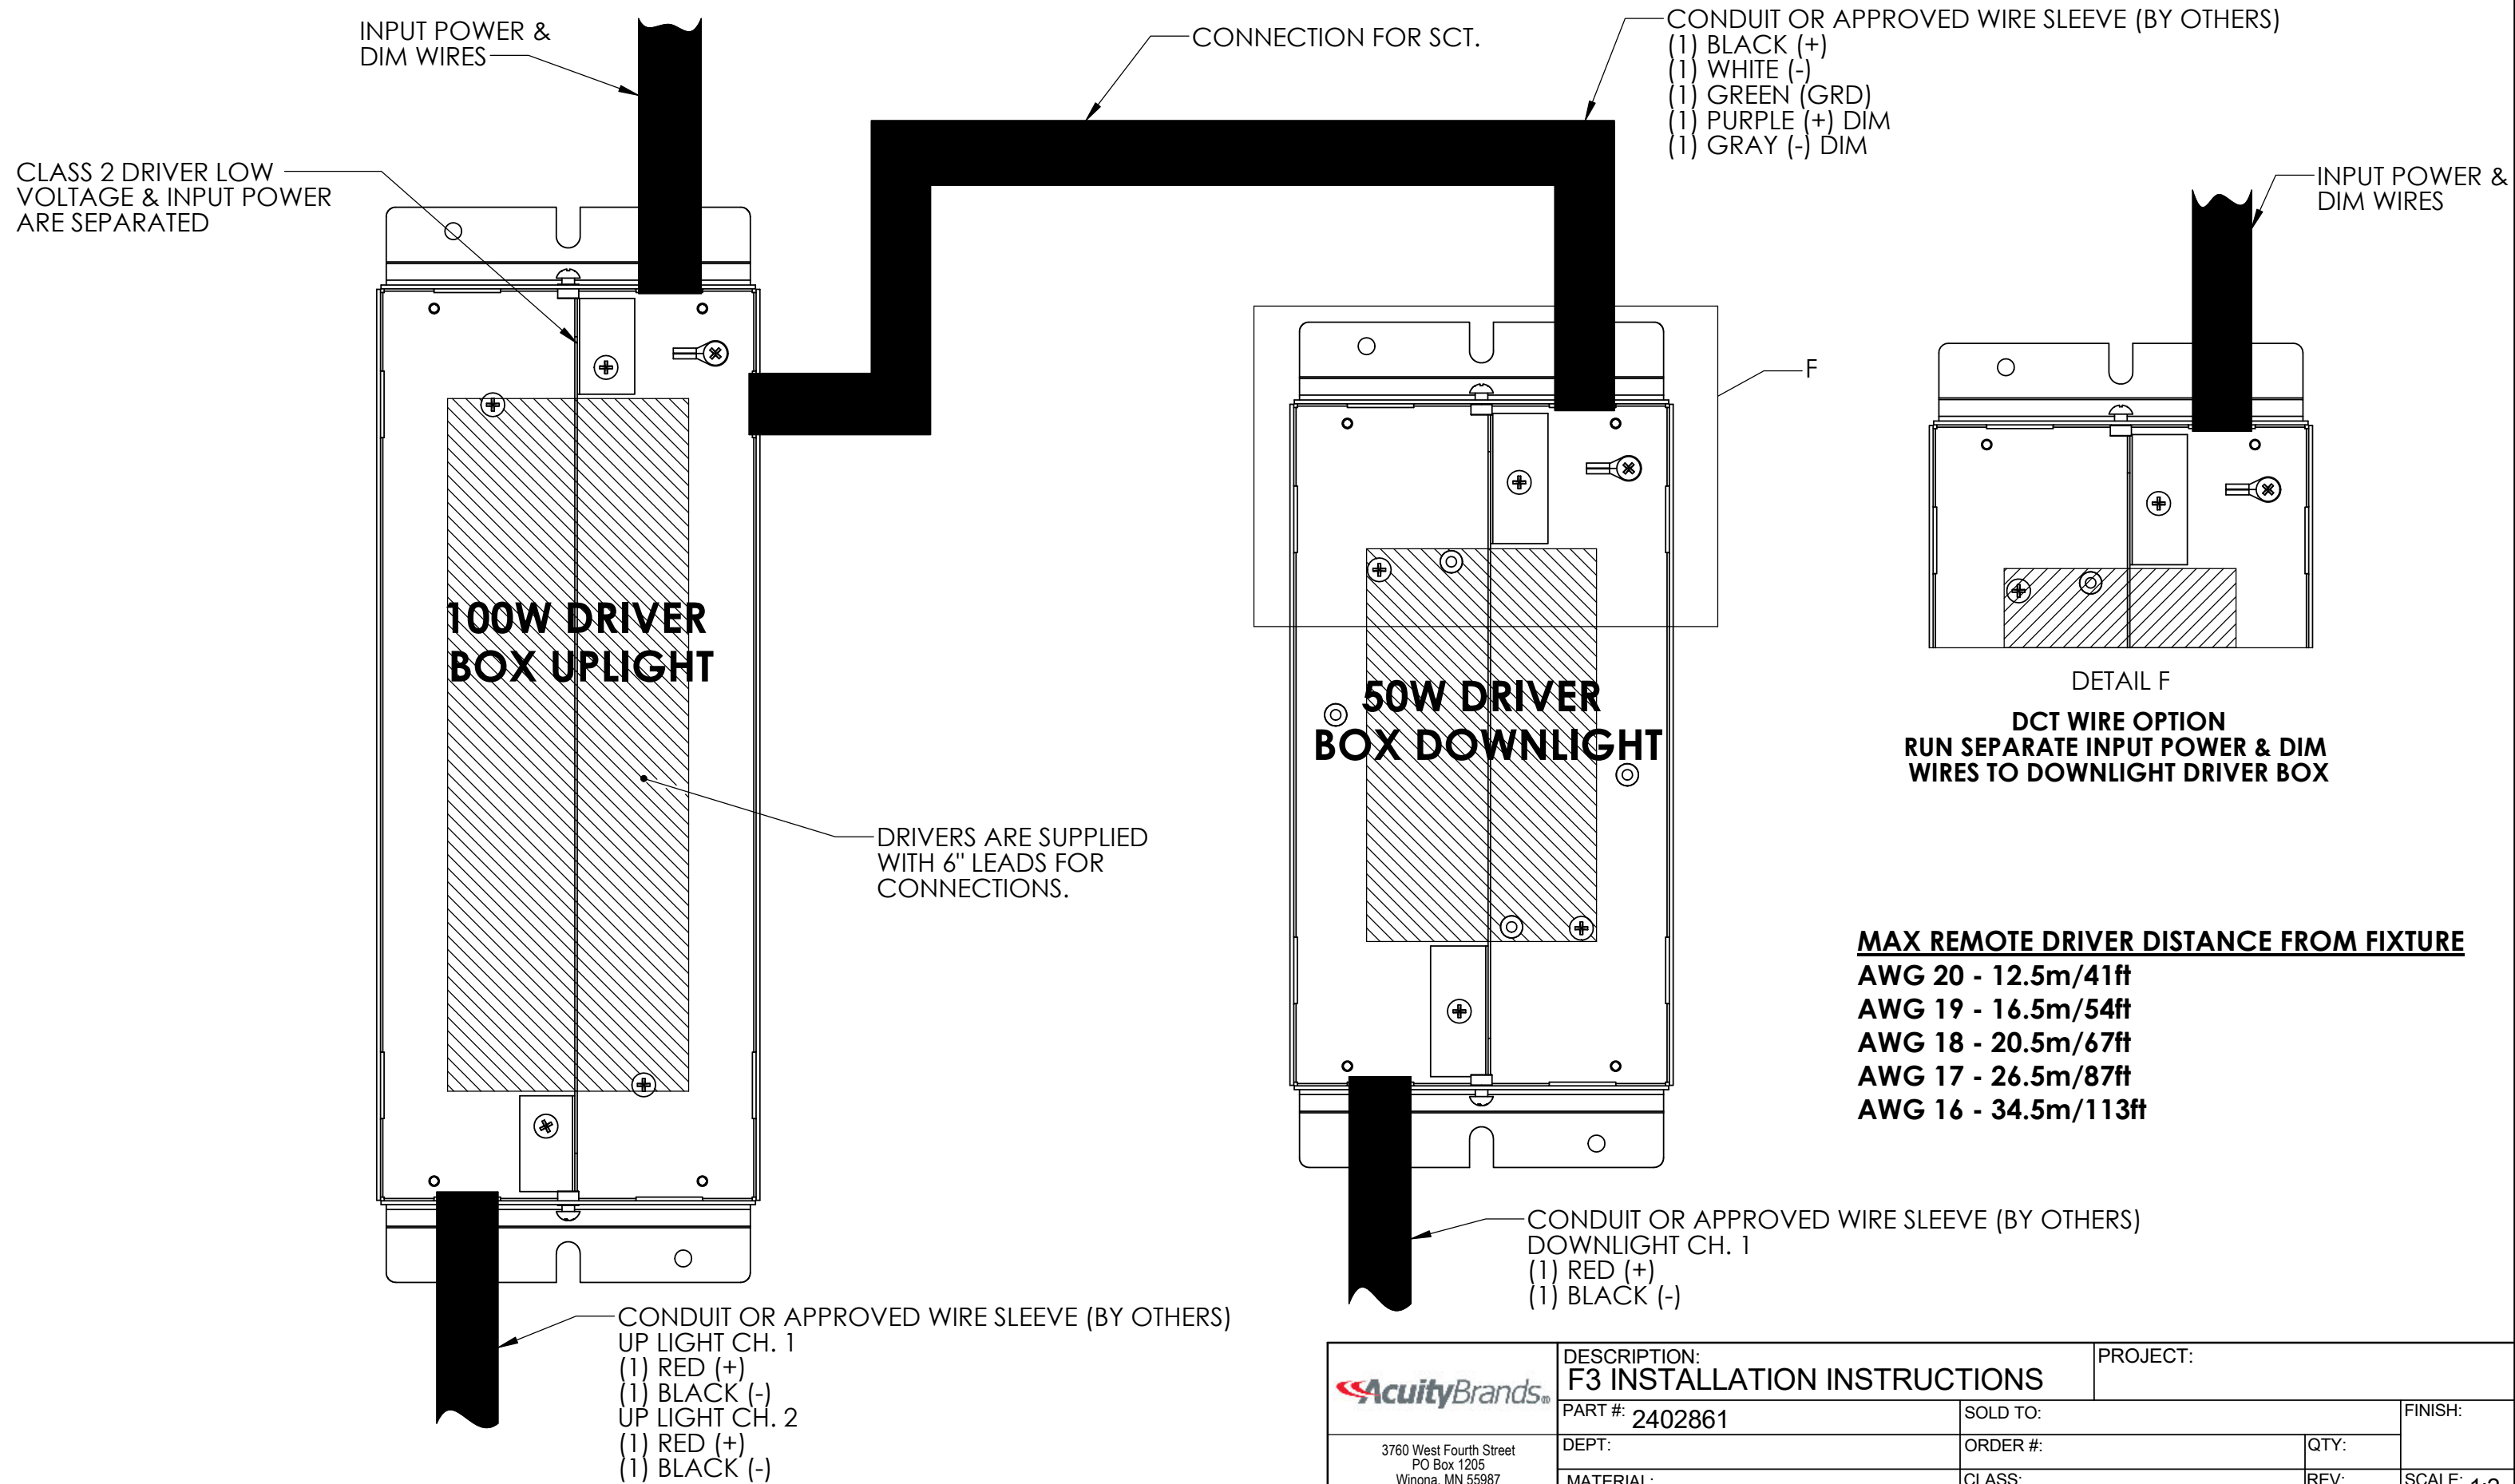 INPUT POWER &
DIM WIRES
CONNECTION FOR SCT.
CONDUIT OR APPROVED WIRE SLEEVE (BY OTHERS)
(1) BLACK (+)
(1) WHITE (-)
(1) GREEN (GRD)
(1) PURPLE (+) DIM
(1) GRAY (-) DIM
CLASS 2 DRIVER LOW
VOLTAGE & INPUT POWER
ARE SEPARATED
INPUT POWER &
DIM WIRES
F
100W DRIVER
BOX UPLIGHT
50W DRIVER
BOX DOWNLIGHT
DETAIL F
DCT WIRE OPTION
RUN SEPARATE INPUT POWER & DIM
WIRES TO DOWNLIGHT DRIVER BOX
DRIVERS ARE SUPPLIED
WITH 6" LEADS FOR
CONNECTIONS.
MAX REMOTE DRIVER DISTANCE FROM FIXTURE
AWG 20 - 12.5m/41ft
AWG 19 - 16.5m/54ft
AWG 18 - 20.5m/67ft
AWG 17 - 26.5m/87ft
AWG 16 - 34.5m/113ft
CONDUIT OR APPROVED WIRE SLEEVE (BY OTHERS)
DOWNLIGHT CH. 1
(1) RED (+)
(1) BLACK (-)
CONDUIT OR APPROVED WIRE SLEEVE (BY OTHERS)
UP LIGHT CH. 1
(1) RED (+)
(1) BLACK (-)
UP LIGHT CH. 2
(1) RED (+)
(1) BLACK (-)
AcuityBrands®
3760 West Fourth Street
PO Box 1205
Winona, MN 55987
DESCRIPTION:
F3 INSTALLATION INSTRUCTIONS
PROJECT:
PART #: 2402861
SOLD TO:
FINISH:
DEPT:
ORDER #:
QTY:
MATERIAL:
CLASS:
REV:
SCALE: